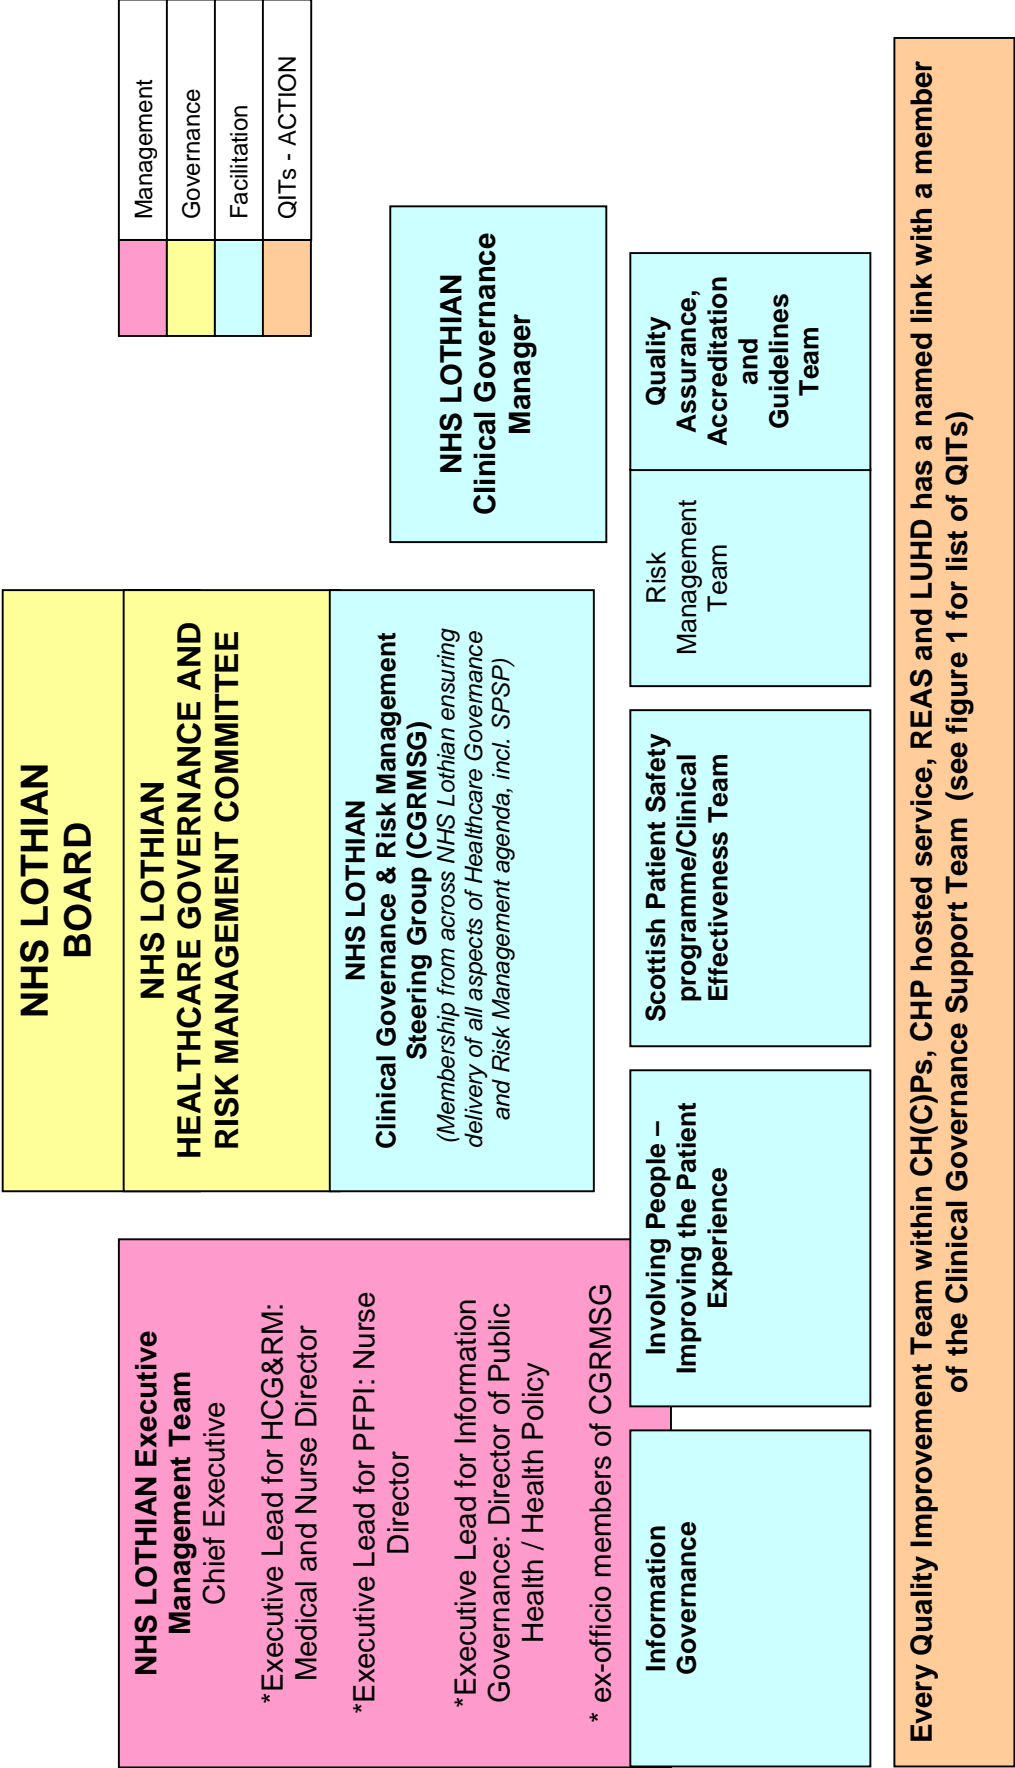 NHS LOTHIAN
BOARD
NHS LOTHIAN
HEALTHCARE GOVERNANCE AND
RISK MANAGEMENT COMMITTEE
NHS LOTHIAN
Clinical Governance & Risk Management
Steering Group (CGRMSG)
(Membership from across NHS Lothian ensuring
delivery of all aspects of Healthcare Governance
and Risk Management agenda, incl. SPSP)
NHS LOTHIAN Executive
Management Team
Chief Executive
*Executive Lead for HCG&RM:
Medical and Nurse Director
*Executive Lead for PFPI: Nurse
Director
*Executive Lead for Information
Governance: Director of Public
Health / Health Policy
* ex-officio members of CGRMSG
Management
Governance
Facilitation
QITs - ACTION
NHS LOTHIAN
Clinical Governance
Manager
Information
Governance
Involving People –
Improving the Patient
Experience
Scottish Patient Safety
programme/Clinical
Effectiveness Team
Risk
Management
Team
Quality
Assurance,
Accreditation
and
Guidelines
Team
Every Quality Improvement Team within CH(C)Ps, CHP hosted service, REAS and LUHD has a named link with a member
of the Clinical Governance Support Team (see figure 1 for list of QITs)